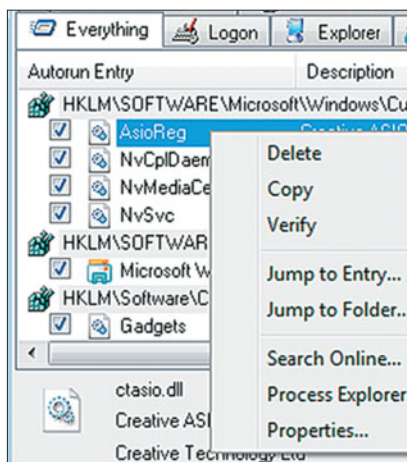 Everything Logon Explorer
Autorun Entry Description
HKLM\SOFTWARE\Microsoft\Windows\Cu
AsioReg Creative ASIO
NvCplDaem
NvMediaCe
NvSvc
HKLM\SOFTWAR
Microsoft W
HKLM\Software\C
Gadgets
Delete
Copy
Verify
Jump to Entry...
Jump to Folder..
Search Online...
Process Explorer
Properties...
ctasio.dll
Creative ASI
Creative Technology Ltd